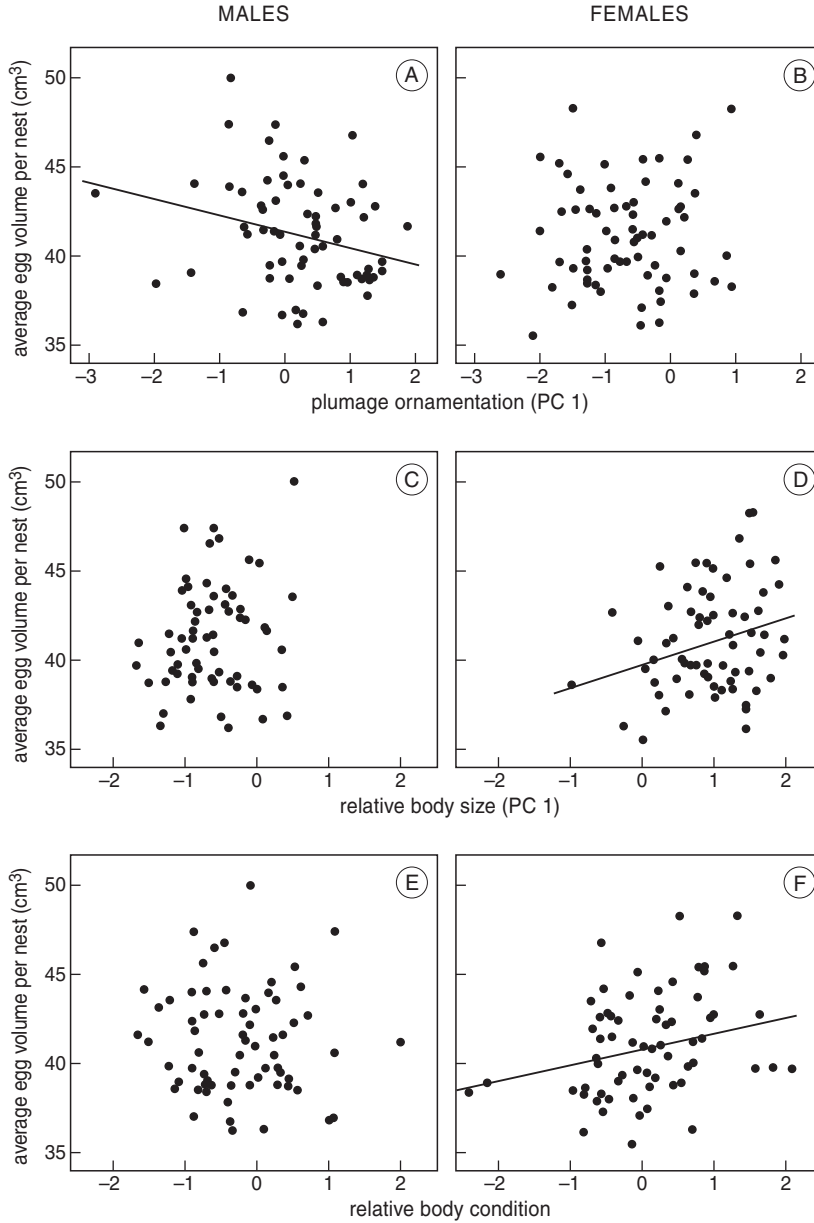 MALES FEMALES
average egg volume per nest (cm³)
50
45
40
35
A
B
–3 –2 –1 0 1 2
–3 –2 –1 0 1 2
plumage ornamentation (PC 1)
average egg volume per nest (cm³)
50
45
40
35
C
D
–2 –1 0 1 2
–2 –1 0 1 2
relative body size (PC 1)
average egg volume per nest (cm³)
50
45
40
35
E
F
–2 –1 0 1 2
–2 –1 0 1 2
relative body condition